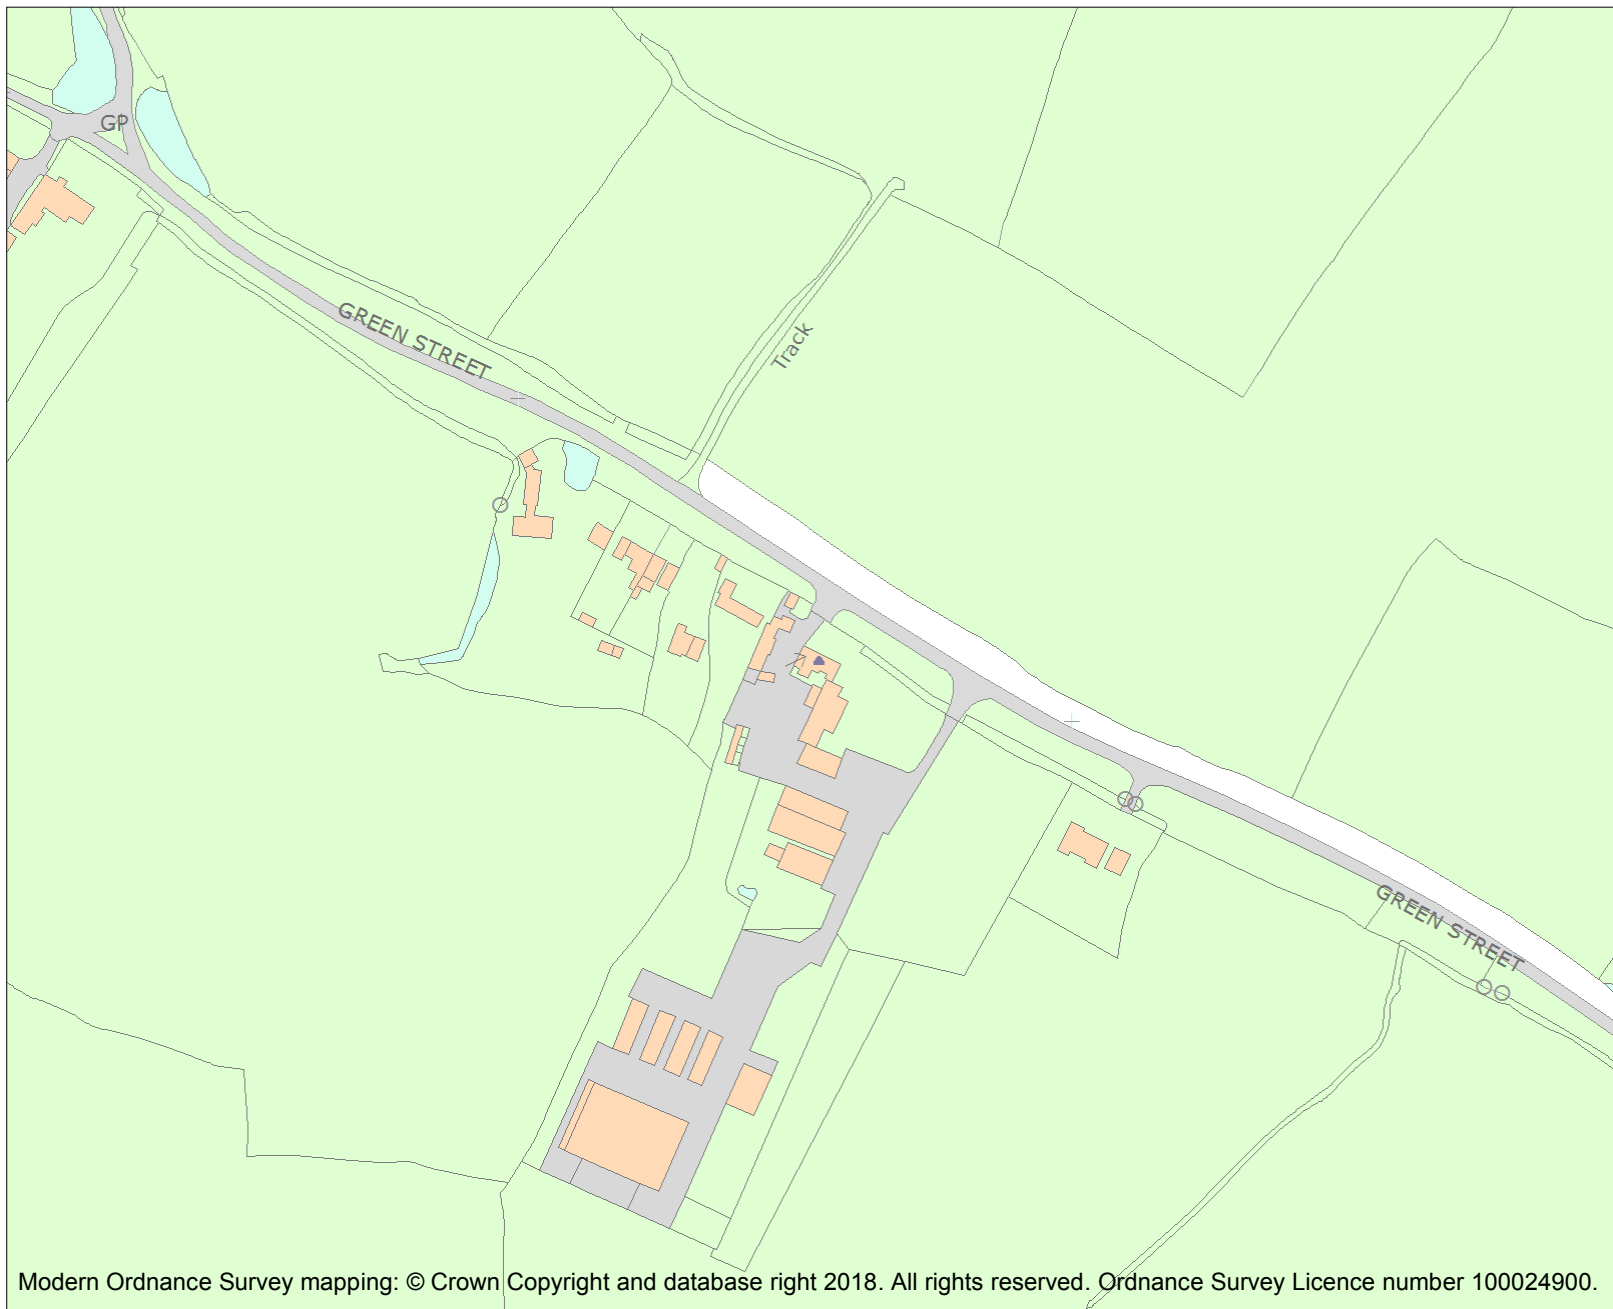 GP
GREEN STREET
Track
GREEN STREET
Modern Ordnance Survey mapping: © Crown Copyright and database right 2018. All rights reserved. Ordnance Survey Licence number 100024900.